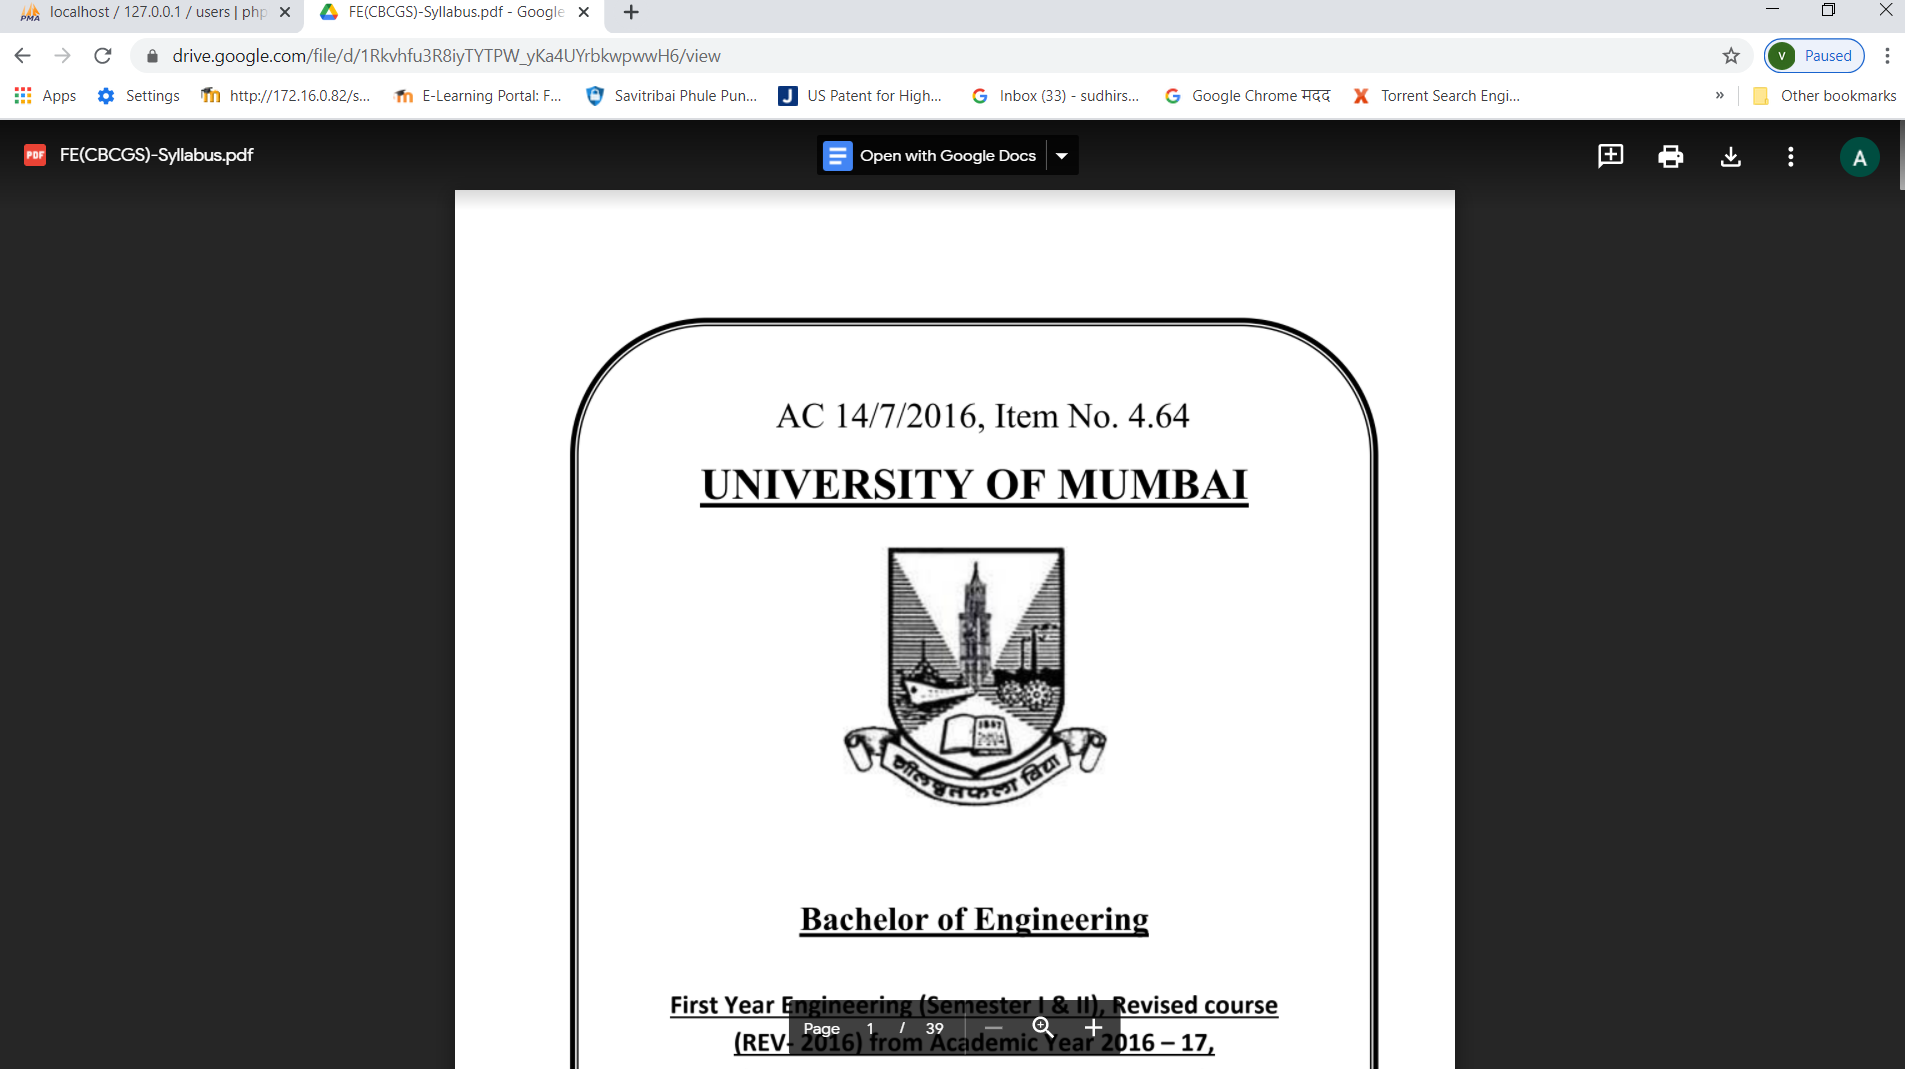 localhost / 127.0.0.1 / users | php
FE(CBCGS)-Syllabus.pdf - Google
drive.google.com/file/d/1Rkvhfu3R8iyTYTPW_yKa4UYrbkwpwwH6/view
V Paused
Apps Settings http://172.16.0.82/s... E-Learning Portal: F... Savitribai Phule Pun... J US Patent for High... Inbox (33) - sudhirs... Google Chrome मदद Torrent Search Engi... » Other bookmarks
PDF FE(CBCGS)-Syllabus.pdf
Open with Google Docs
A
AC 14/7/2016, Item No. 4.64
UNIVERSITY OF MUMBAI
1857
शीलवृतफला विद्या
Bachelor of Engineering
First Year Engineering (Semester I & II), Revised course
(REV- 2016) from Academic Year 2016 – 17,
Page 1 / 39